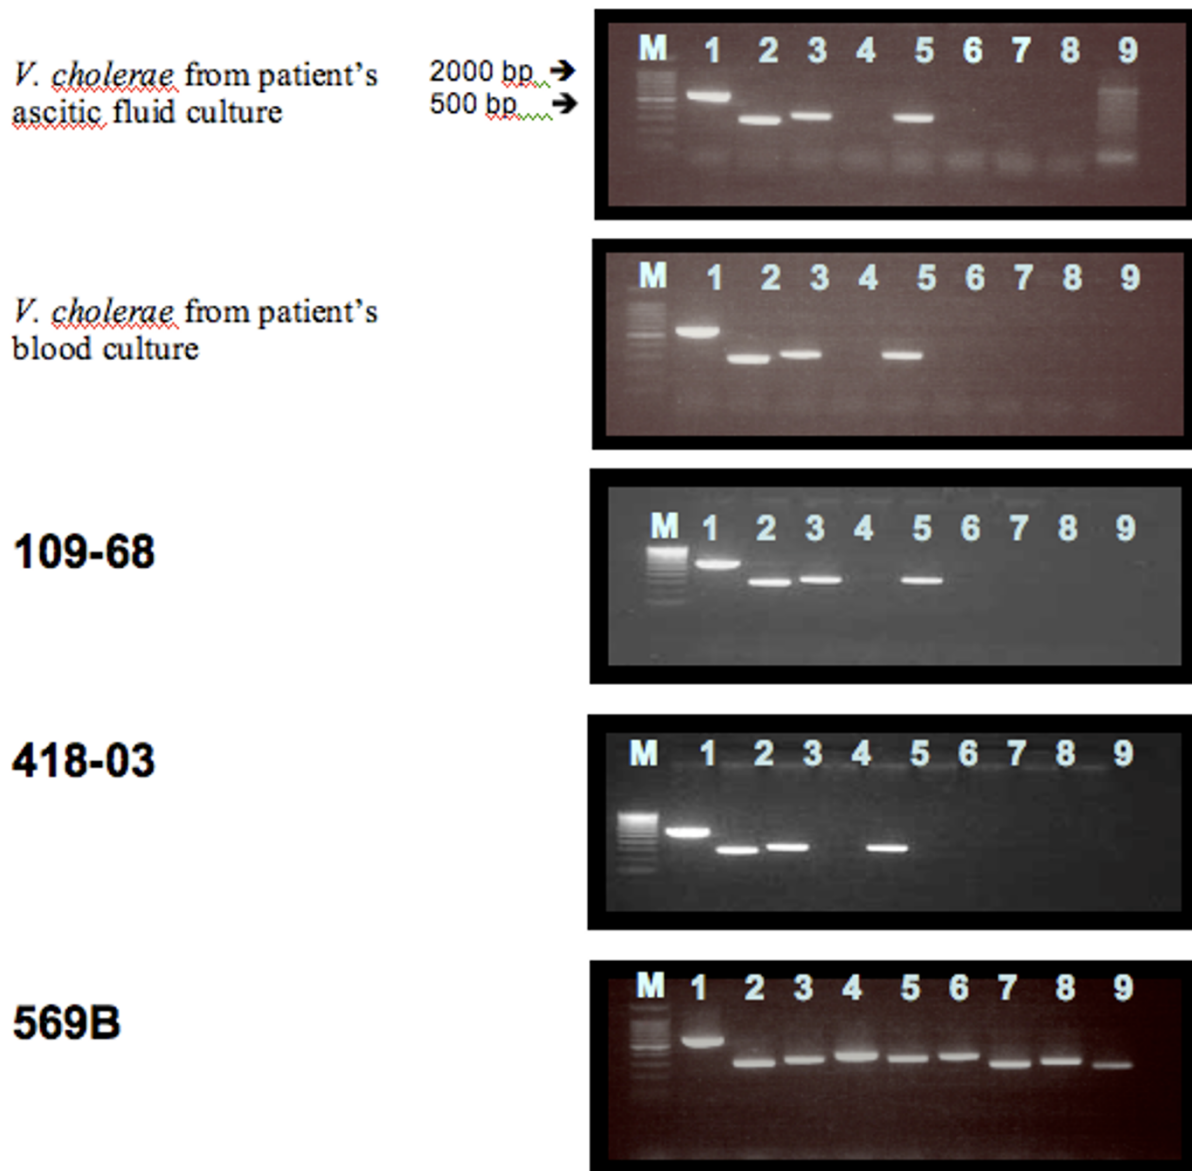 V. cholerae from patient's
ascitic fluid culture
2000 bp ➔
500 bp ➔
M 1 2 3 4 5 6 7 8 9
V. cholerae from patient's
blood culture
M 1 2 3 4 5 6 7 8 9
109-68
M 1 2 3 4 5 6 7 8 9
418-03
M 1 2 3 4 5 6 7 8 9
569B
M 1 2 3 4 5 6 7 8 9